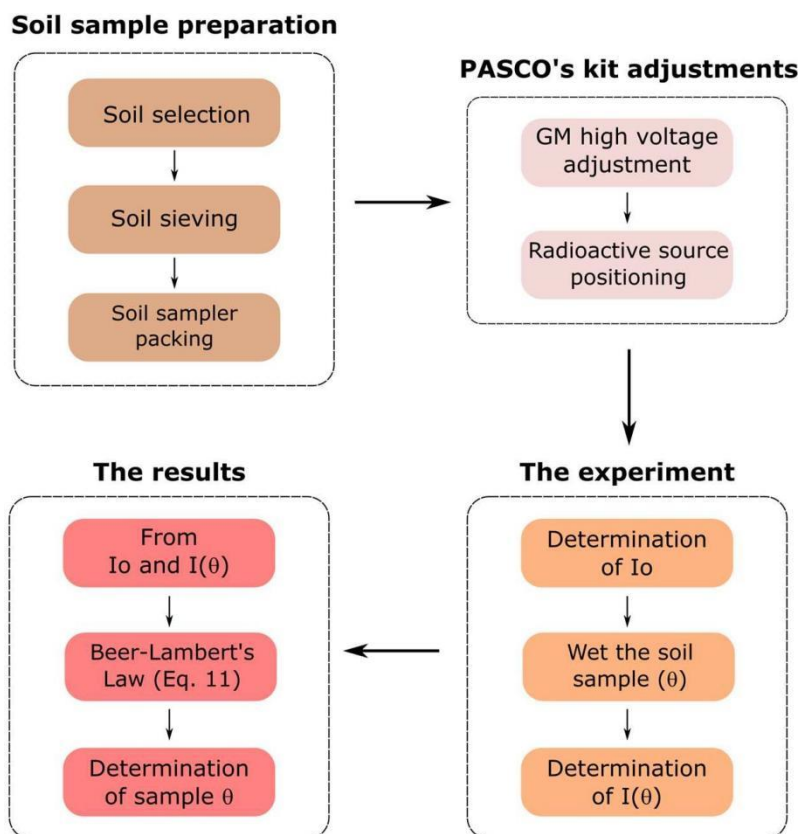 Soil sample preparation
Soil selection
Soil sieving
Soil sampler
packing
PASCO's kit adjustments
GM high voltage
adjustment
Radioactive source
positioning
The experiment
Determination
of Io
Wet the soil
sample (θ)
Determination
of I(θ)
The results
From
Io and I(θ)
Beer-Lambert's
Law (Eq. 11)
Determination
of sample θ